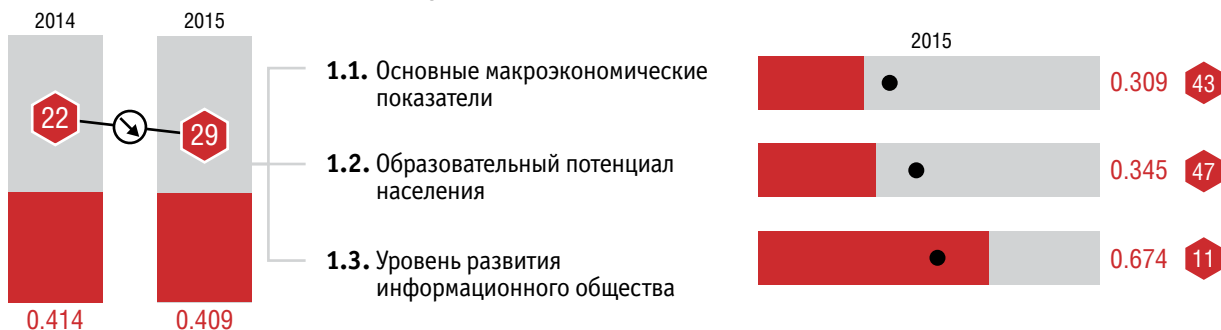 2014
2015
22
29
0.414
0.409
1.1. Основные макроэкономические
показатели
1.2. Образовательный потенциал
населения
1.3. Уровень развития
информационного общества
2015
0.309
43
0.345
47
0.674
11